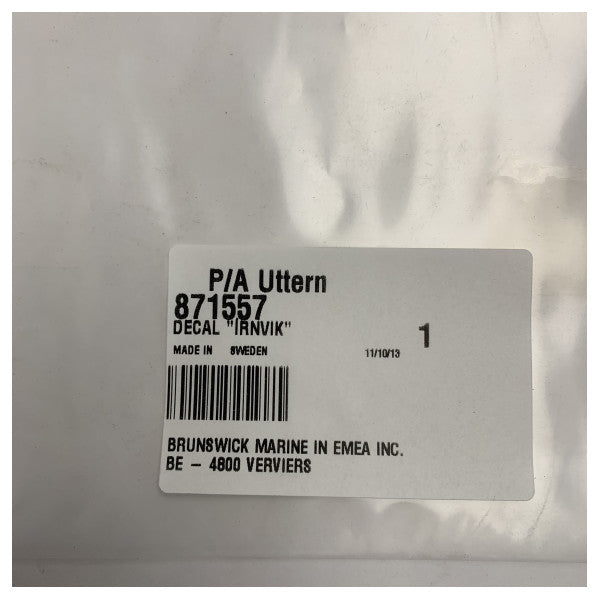 P/A Uttern
871557
DECAL "IRNVIK"
1
MADE IN SWEDEN 11/10/13
BRUNSWICK MARINE IN EMEA INC.
BE - 4800 VERVIERS